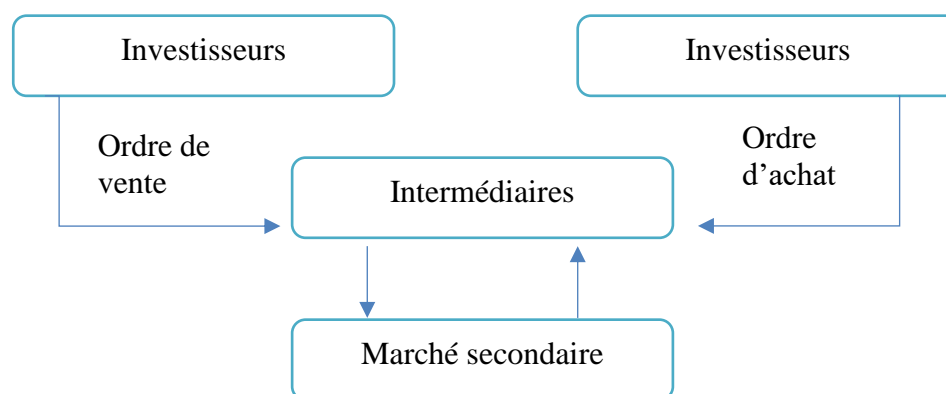 Investisseurs
Investisseurs
Ordre de
vente
Ordre
d’achat
Intermédiaires
Marché secondaire